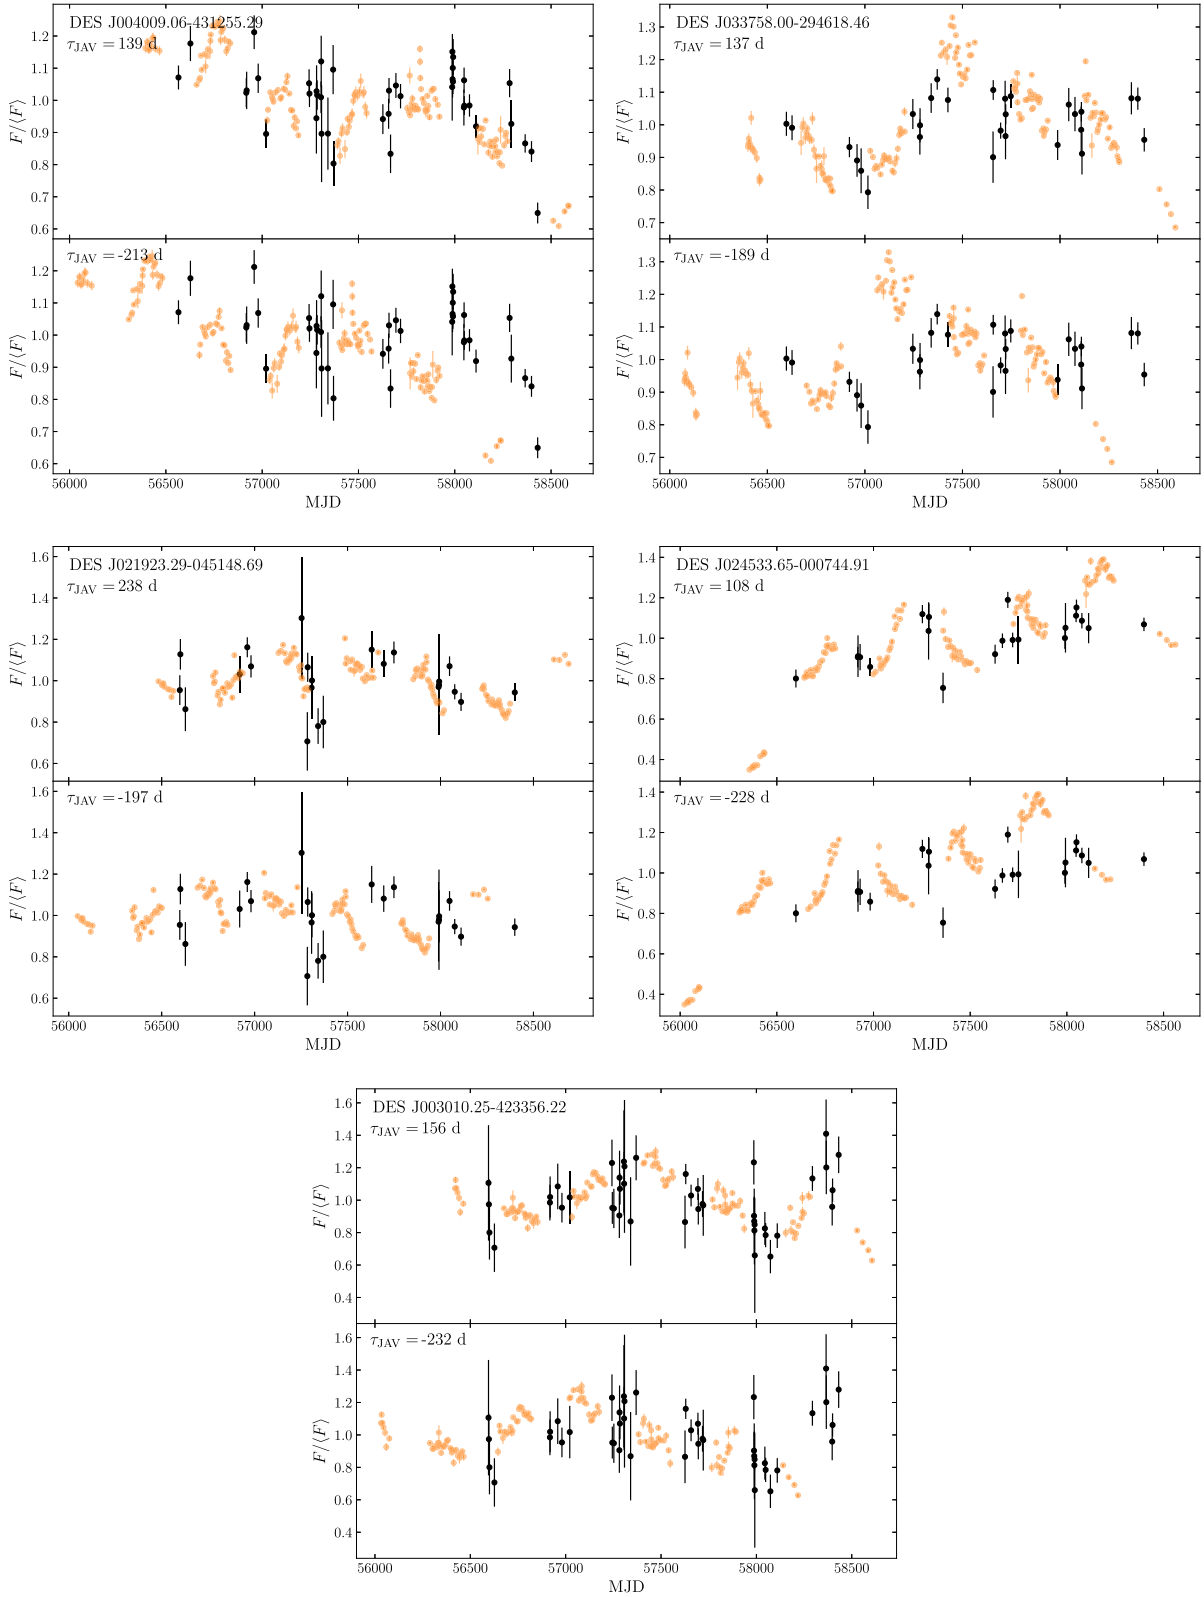 DES J004009.06-431255.29
τJAV = 139 d
F/⟨F⟩
1.2
1.1
1.0
0.9
0.8
0.7
0.6
τJAV = -213 d
F/⟨F⟩
1.2
1.1
1.0
0.9
0.8
0.7
0.6
56000 56500 57000 57500 58000 58500
MJD
DES J033758.00-294618.46
τJAV = 137 d
F/⟨F⟩
1.3
1.2
1.1
1.0
0.9
0.8
0.7
τJAV = -189 d
F/⟨F⟩
1.3
1.2
1.1
1.0
0.9
0.8
0.7
56000 56500 57000 57500 58000 58500
MJD
DES J021923.29-045148.69
τJAV = 238 d
F/⟨F⟩
1.6
1.4
1.2
1.0
0.8
0.6
τJAV = -197 d
F/⟨F⟩
1.6
1.4
1.2
1.0
0.8
0.6
56000 56500 57000 57500 58000 58500
MJD
DES J024533.65-000744.91
τJAV = 108 d
F/⟨F⟩
1.4
1.2
1.0
0.8
0.6
0.4
τJAV = -228 d
F/⟨F⟩
1.4
1.2
1.0
0.8
0.6
0.4
56000 56500 57000 57500 58000 58500
MJD
DES J003010.25-423356.22
τJAV = 156 d
F/⟨F⟩
1.6
1.4
1.2
1.0
0.8
0.6
0.4
τJAV = -232 d
F/⟨F⟩
1.6
1.4
1.2
1.0
0.8
0.6
0.4
56000 56500 57000 57500 58000 58500
MJD